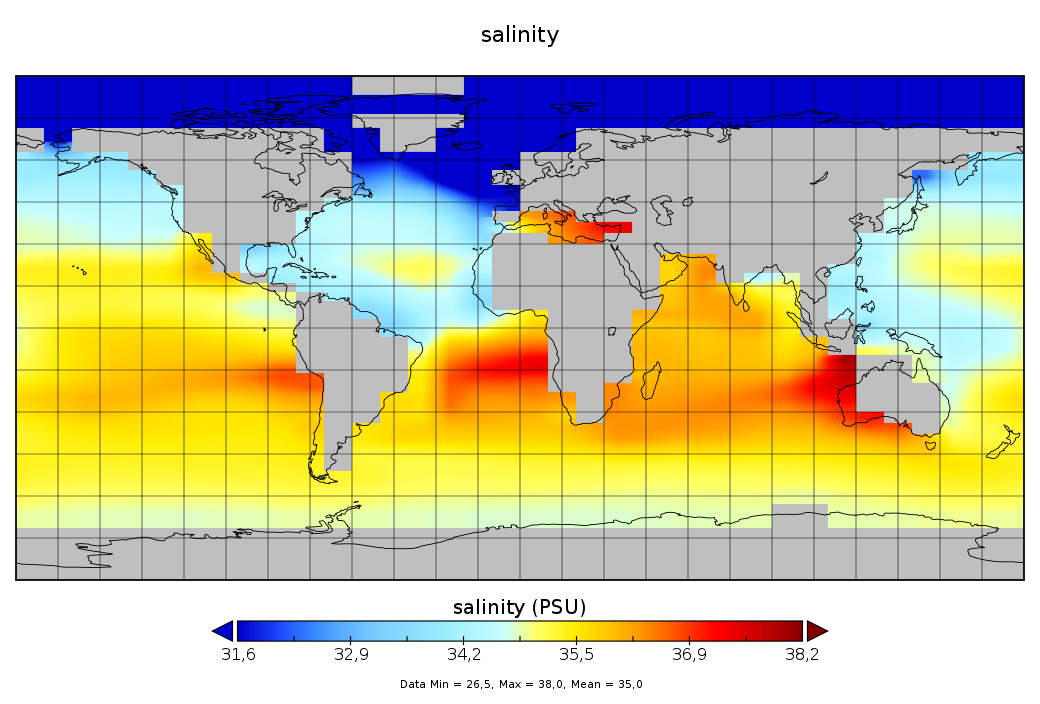 salinity
salinity (PSU)
31,6 32,9 34,2 35,5 36,9 38,2
Data Min = 26,5, Max = 38,0, Mean = 35,0